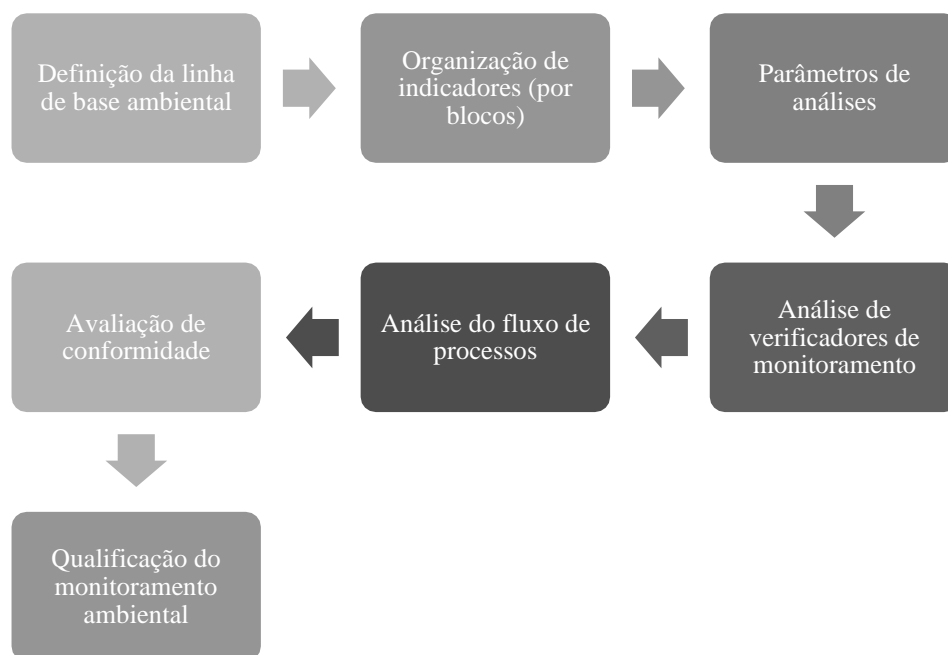 Definição da linha
de base ambiental
Organização de
indicadores (por
blocos)
Parâmetros de
análises
Análise de
verificadores de
monitoramento
Análise do fluxo de
processos
Avaliação de
conformidade
Qualificação do
monitoramento
ambiental